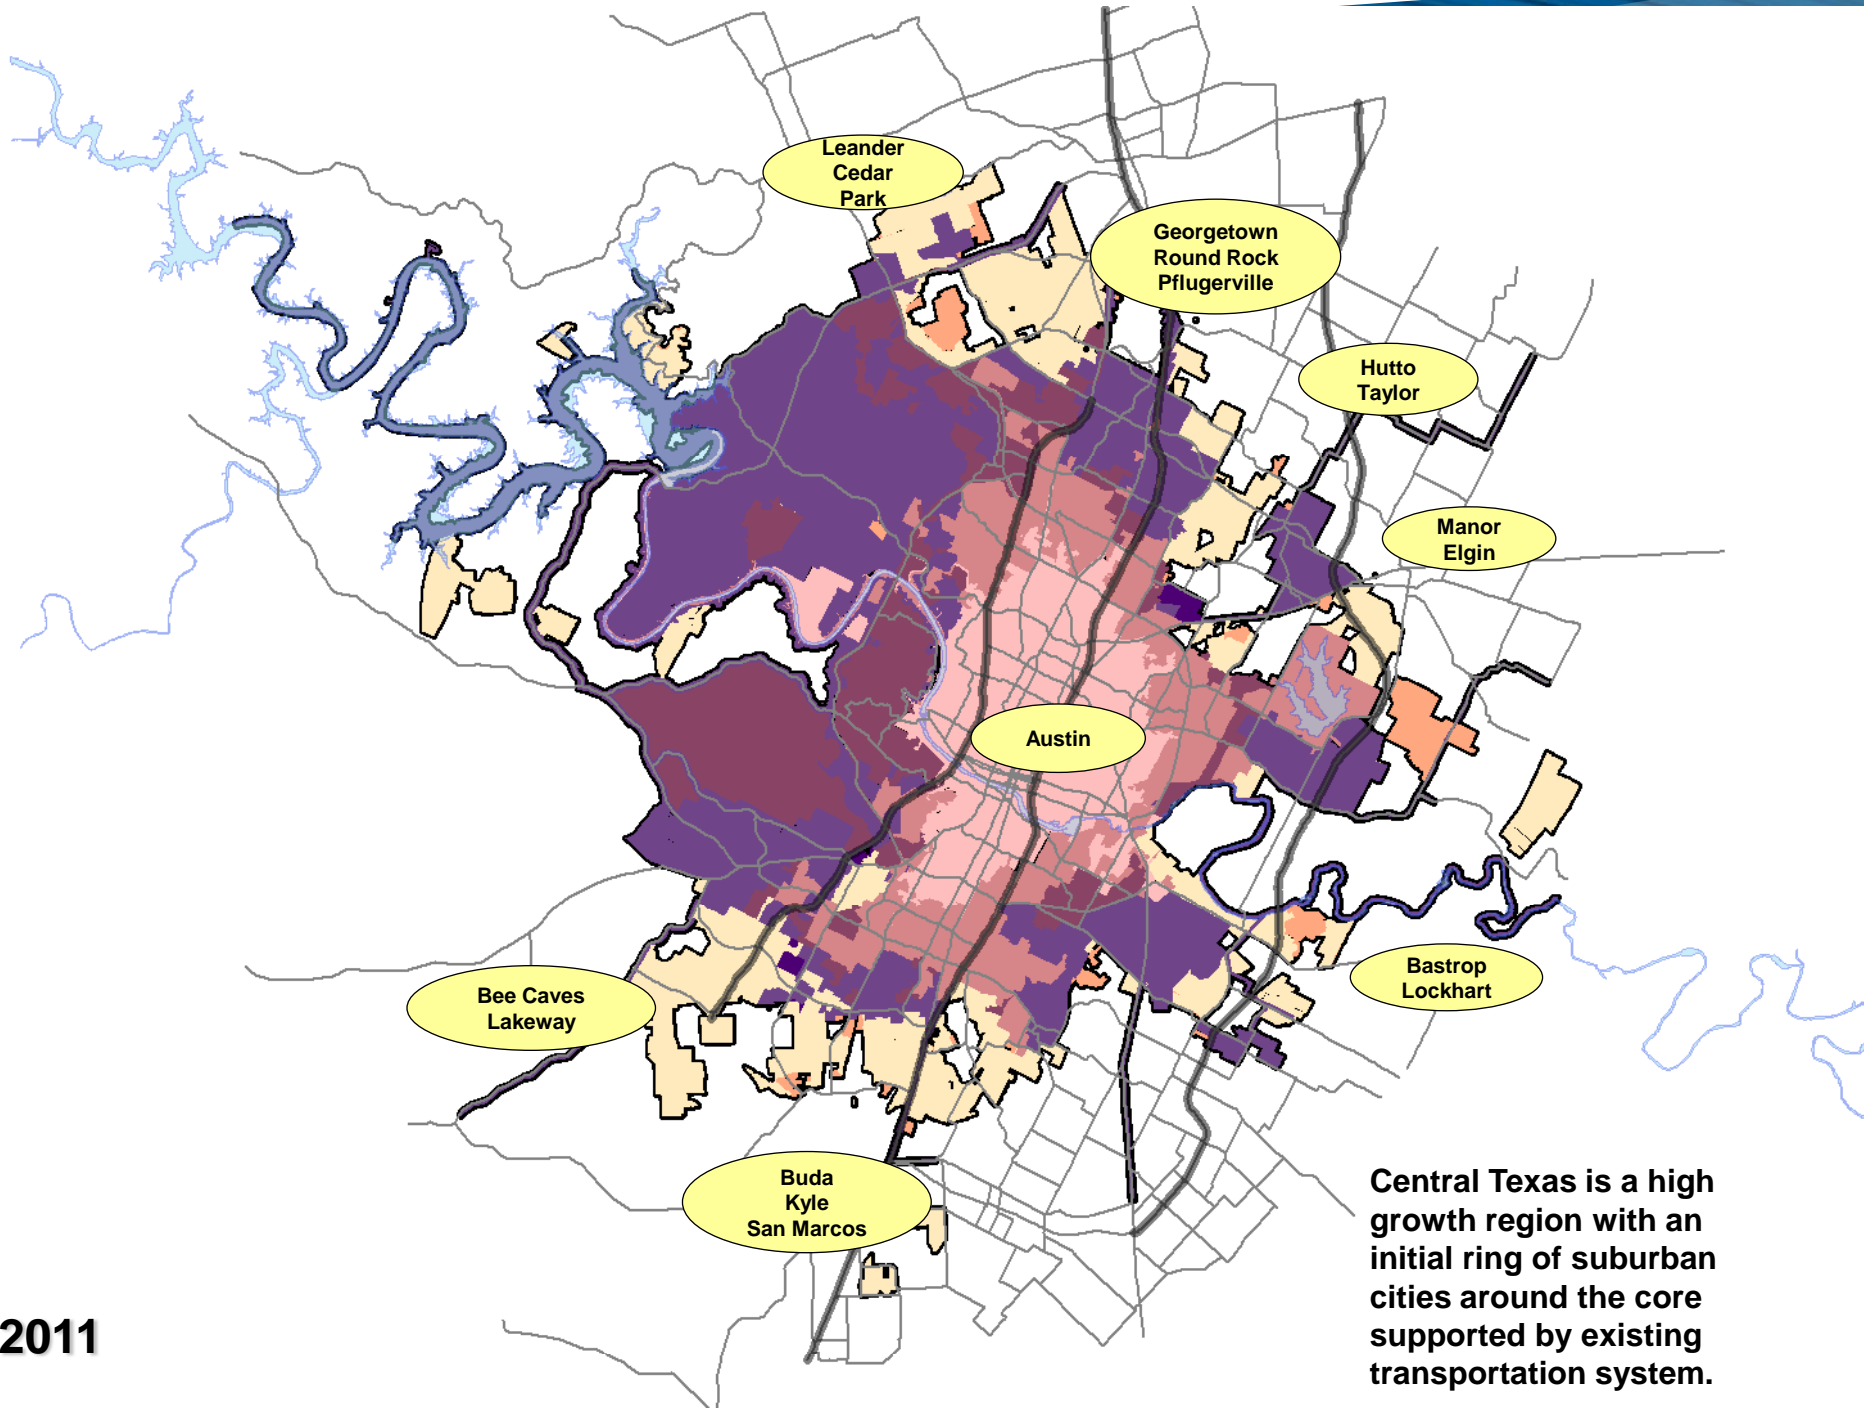 Leander
Cedar
Park
Georgetown
Round Rock
Pflugerville
Hutto
Taylor
Manor
Elgin
Austin
Bastrop
Lockhart
Bee Caves
Lakeway
Buda
Kyle
San Marcos
Central Texas is a high
growth region with an
initial ring of suburban
cities around the core
supported by existing
transportation system.
2011